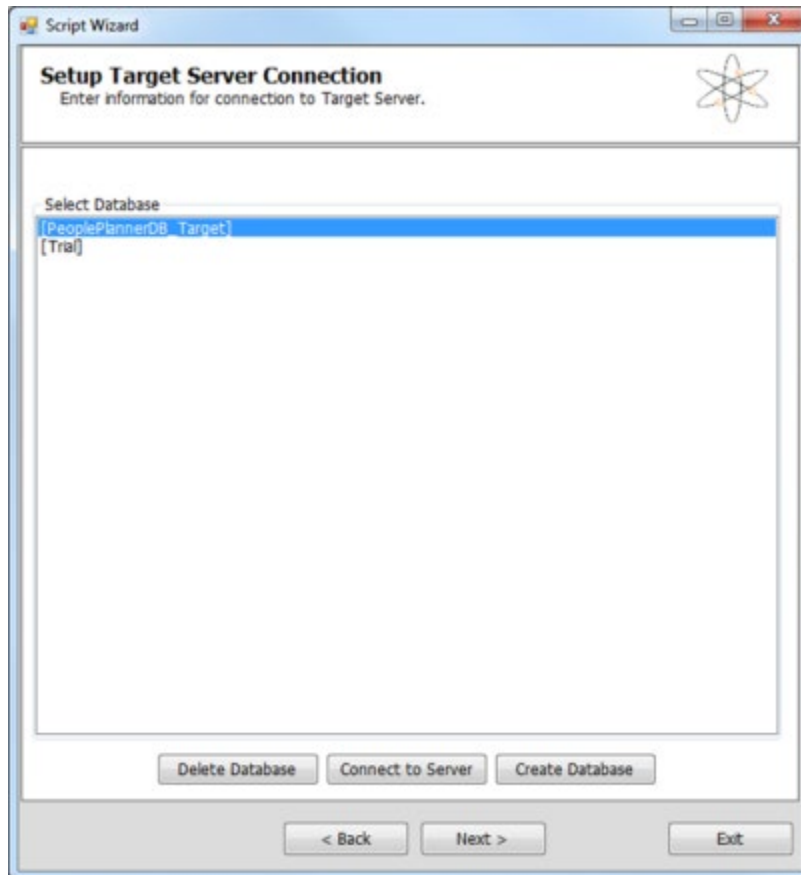 Script Wizard
Setup Target Server Connection
Enter information for connection to Target Server.
Select Database
[PeoplePlannerDB_Target]
[Trial]
Delete Database Connect to Server Create Database
< Back Next > Exit